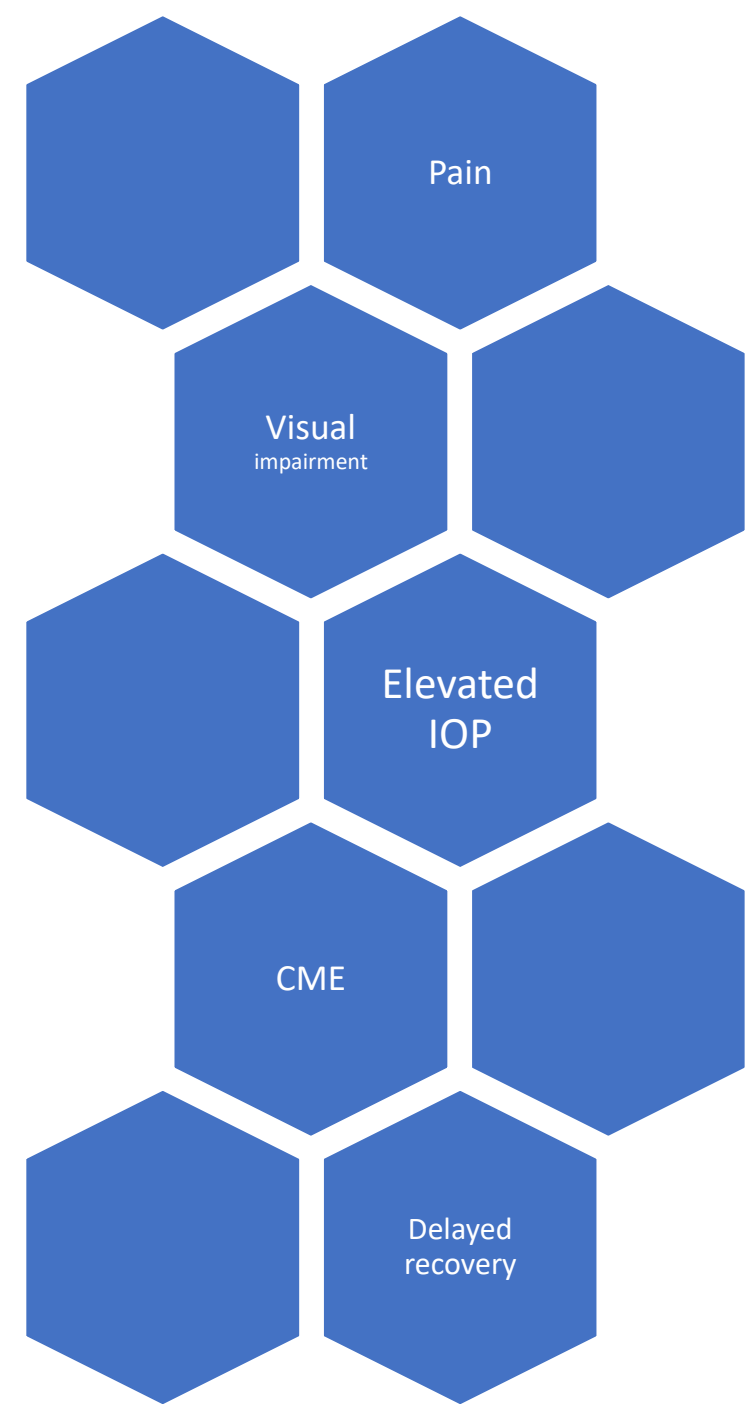 Pain
Visual
impairment
Elevated
IOP
CME
Delayed
recovery